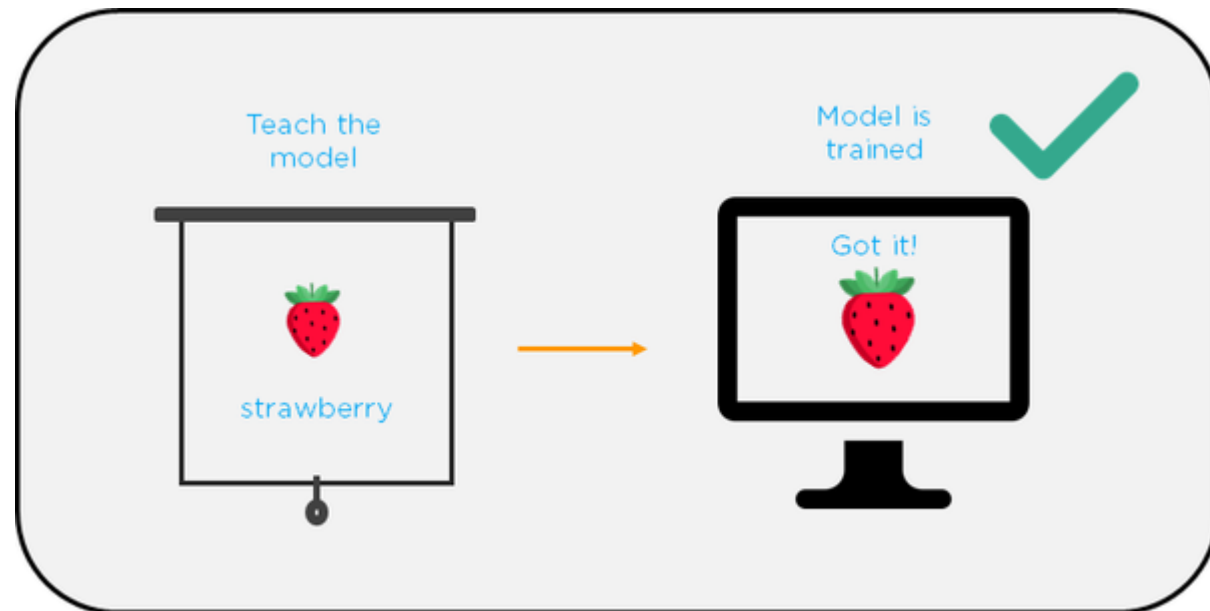 Teach the
model
strawberry
Model is
trained
Got it!